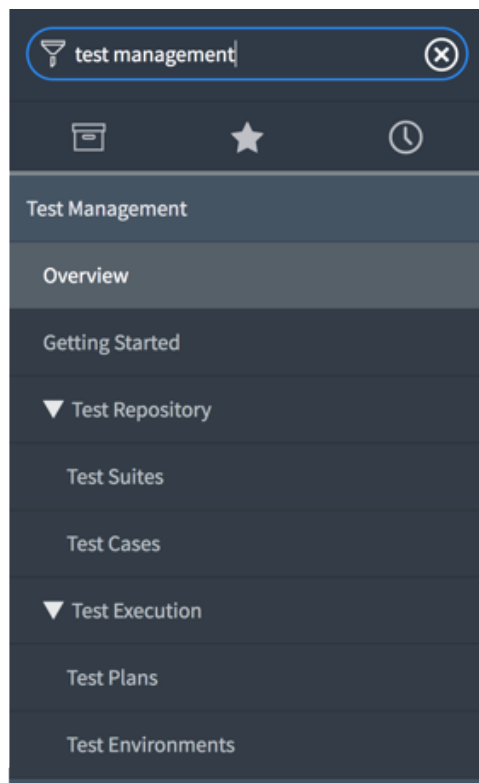 test management
Test Management
Overview
Getting Started
Test Repository
Test Suites
Test Cases
Test Execution
Test Plans
Test Environments